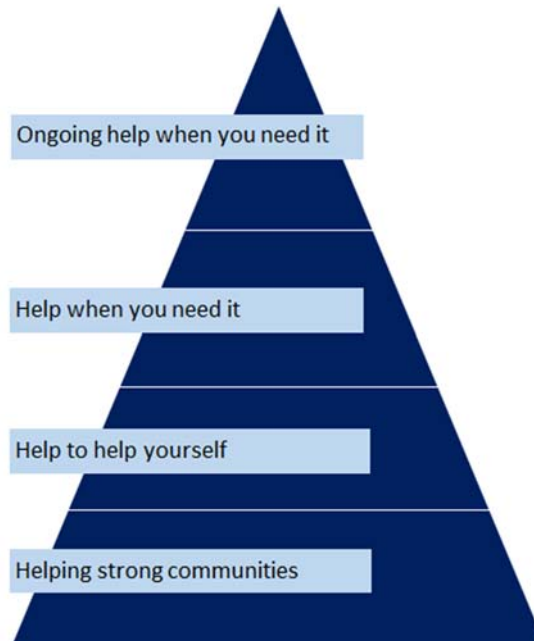 Ongoing help when you need it
Help when you need it
Help to help yourself
Helping strong communities